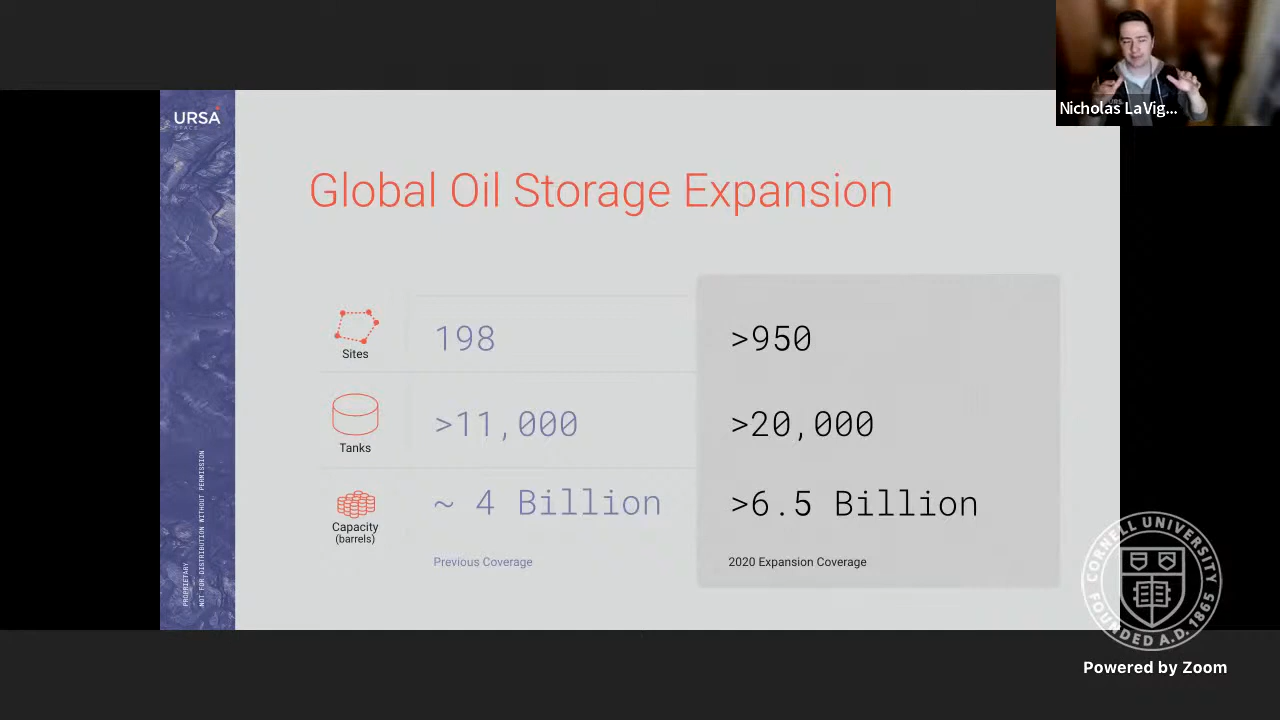 Nicholas LaVig...
URSA
SPACE
Global Oil Storage Expansion
Sites
198
>950
Tanks
>11,000
>20,000
Capacity
(barrels)
~ 4 Billion
>6.5 Billion
Previous Coverage
2020 Expansion Coverage
PROPRIETARY
NOT FOR DISTRIBUTION WITHOUT PERMISSION
CORNELL UNIVERSITY
FOUNDED A.D. 1865
Powered by Zoom